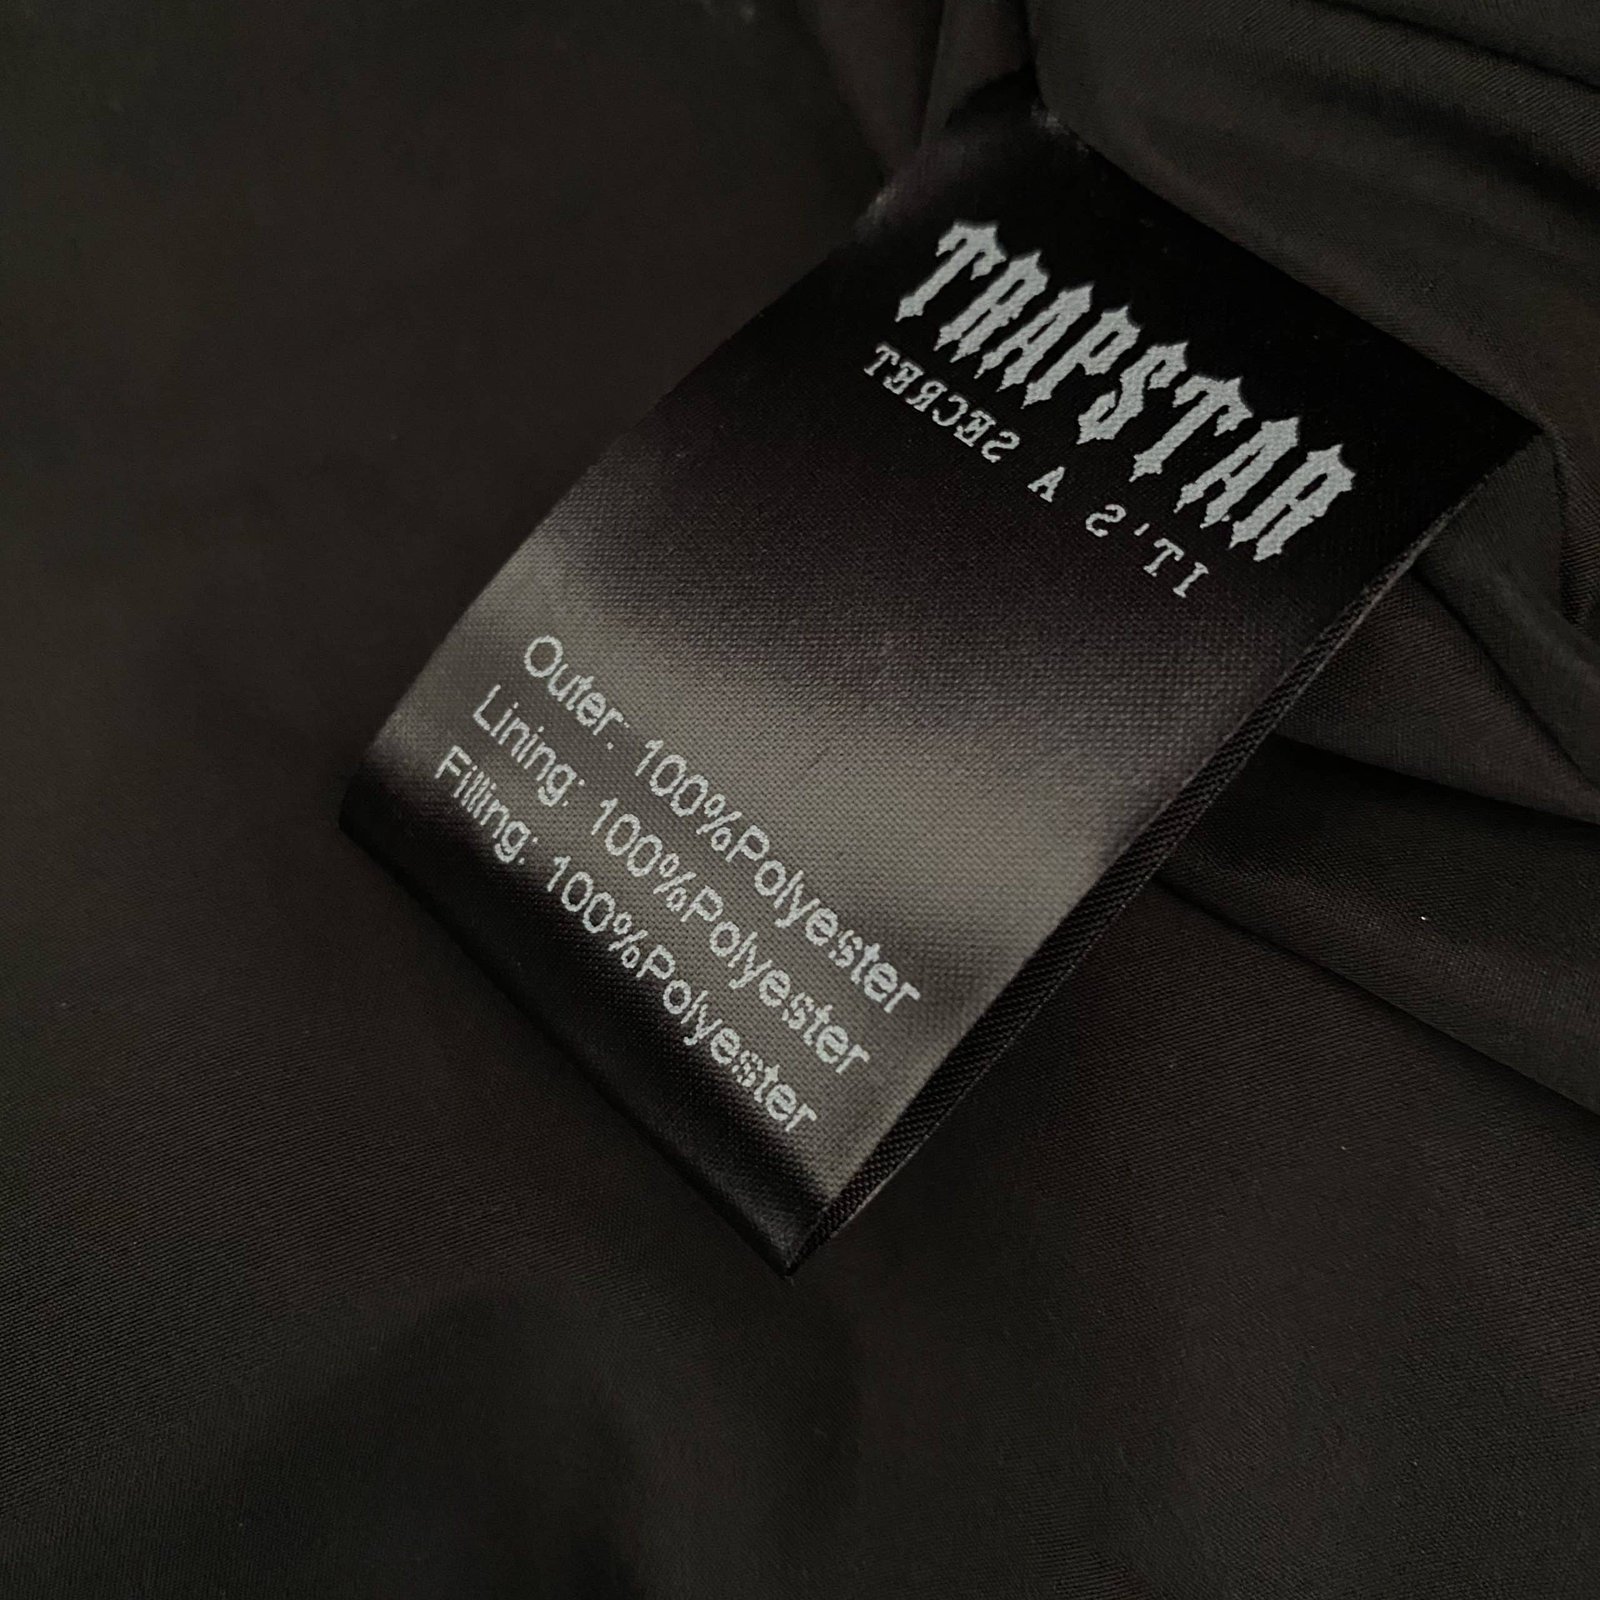 TRAPSTAR
IT'S A SECRET
Outer: 100%Polyester
Lining: 100%Polyester
Filling: 100%Polyester